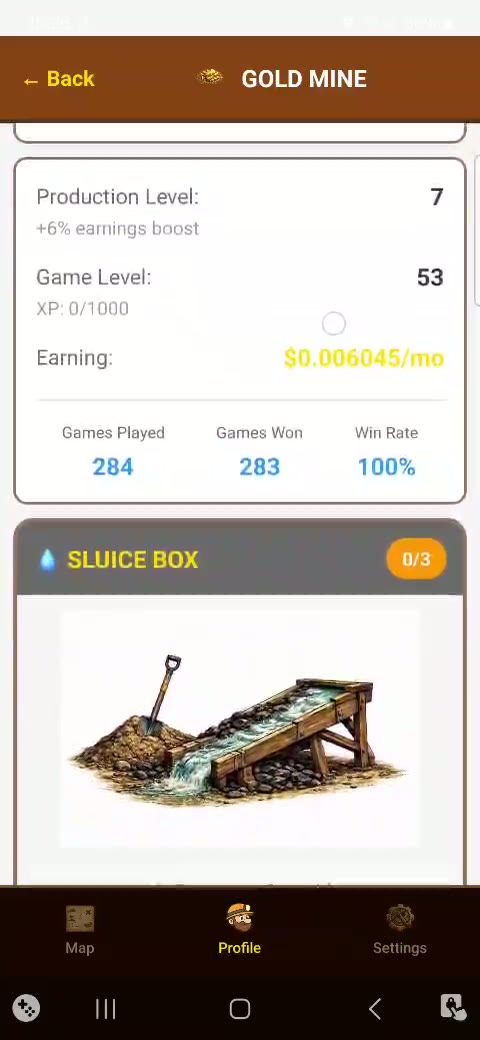 ← Back
GOLD MINE
Production Level:
7
+6% earnings boost
Game Level:
53
XP: 0/1000
Earning:
$0.006045/mo
Games Played
Games Won
Win Rate
284
283
100%
SLUICE BOX
0/3
Map
Profile
Settings